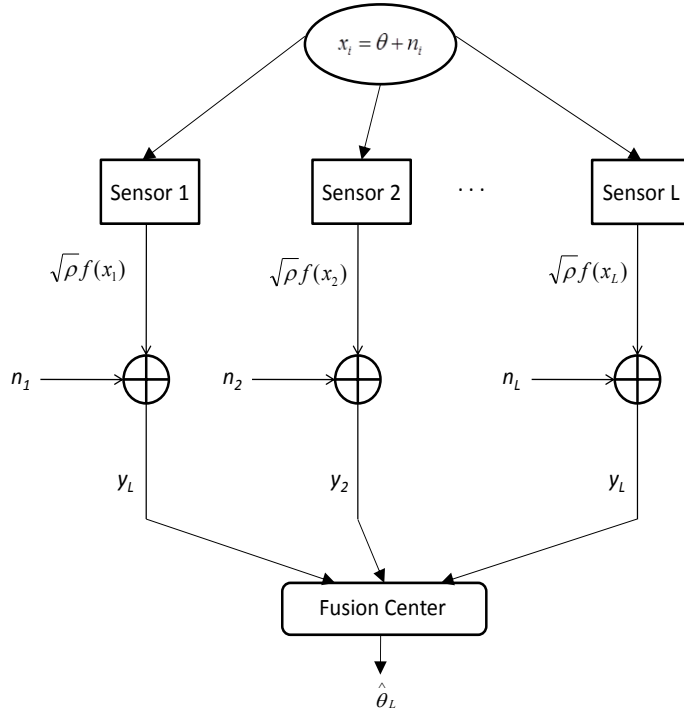 x_i = θ + n_i
Sensor 1
Sensor 2
...
Sensor L
√ρ f(x_1)
√ρ f(x_2)
√ρ f(x_L)
n_1
n_2
n_L
y_L
y_2
y_L
Fusion Center
θ̂_L